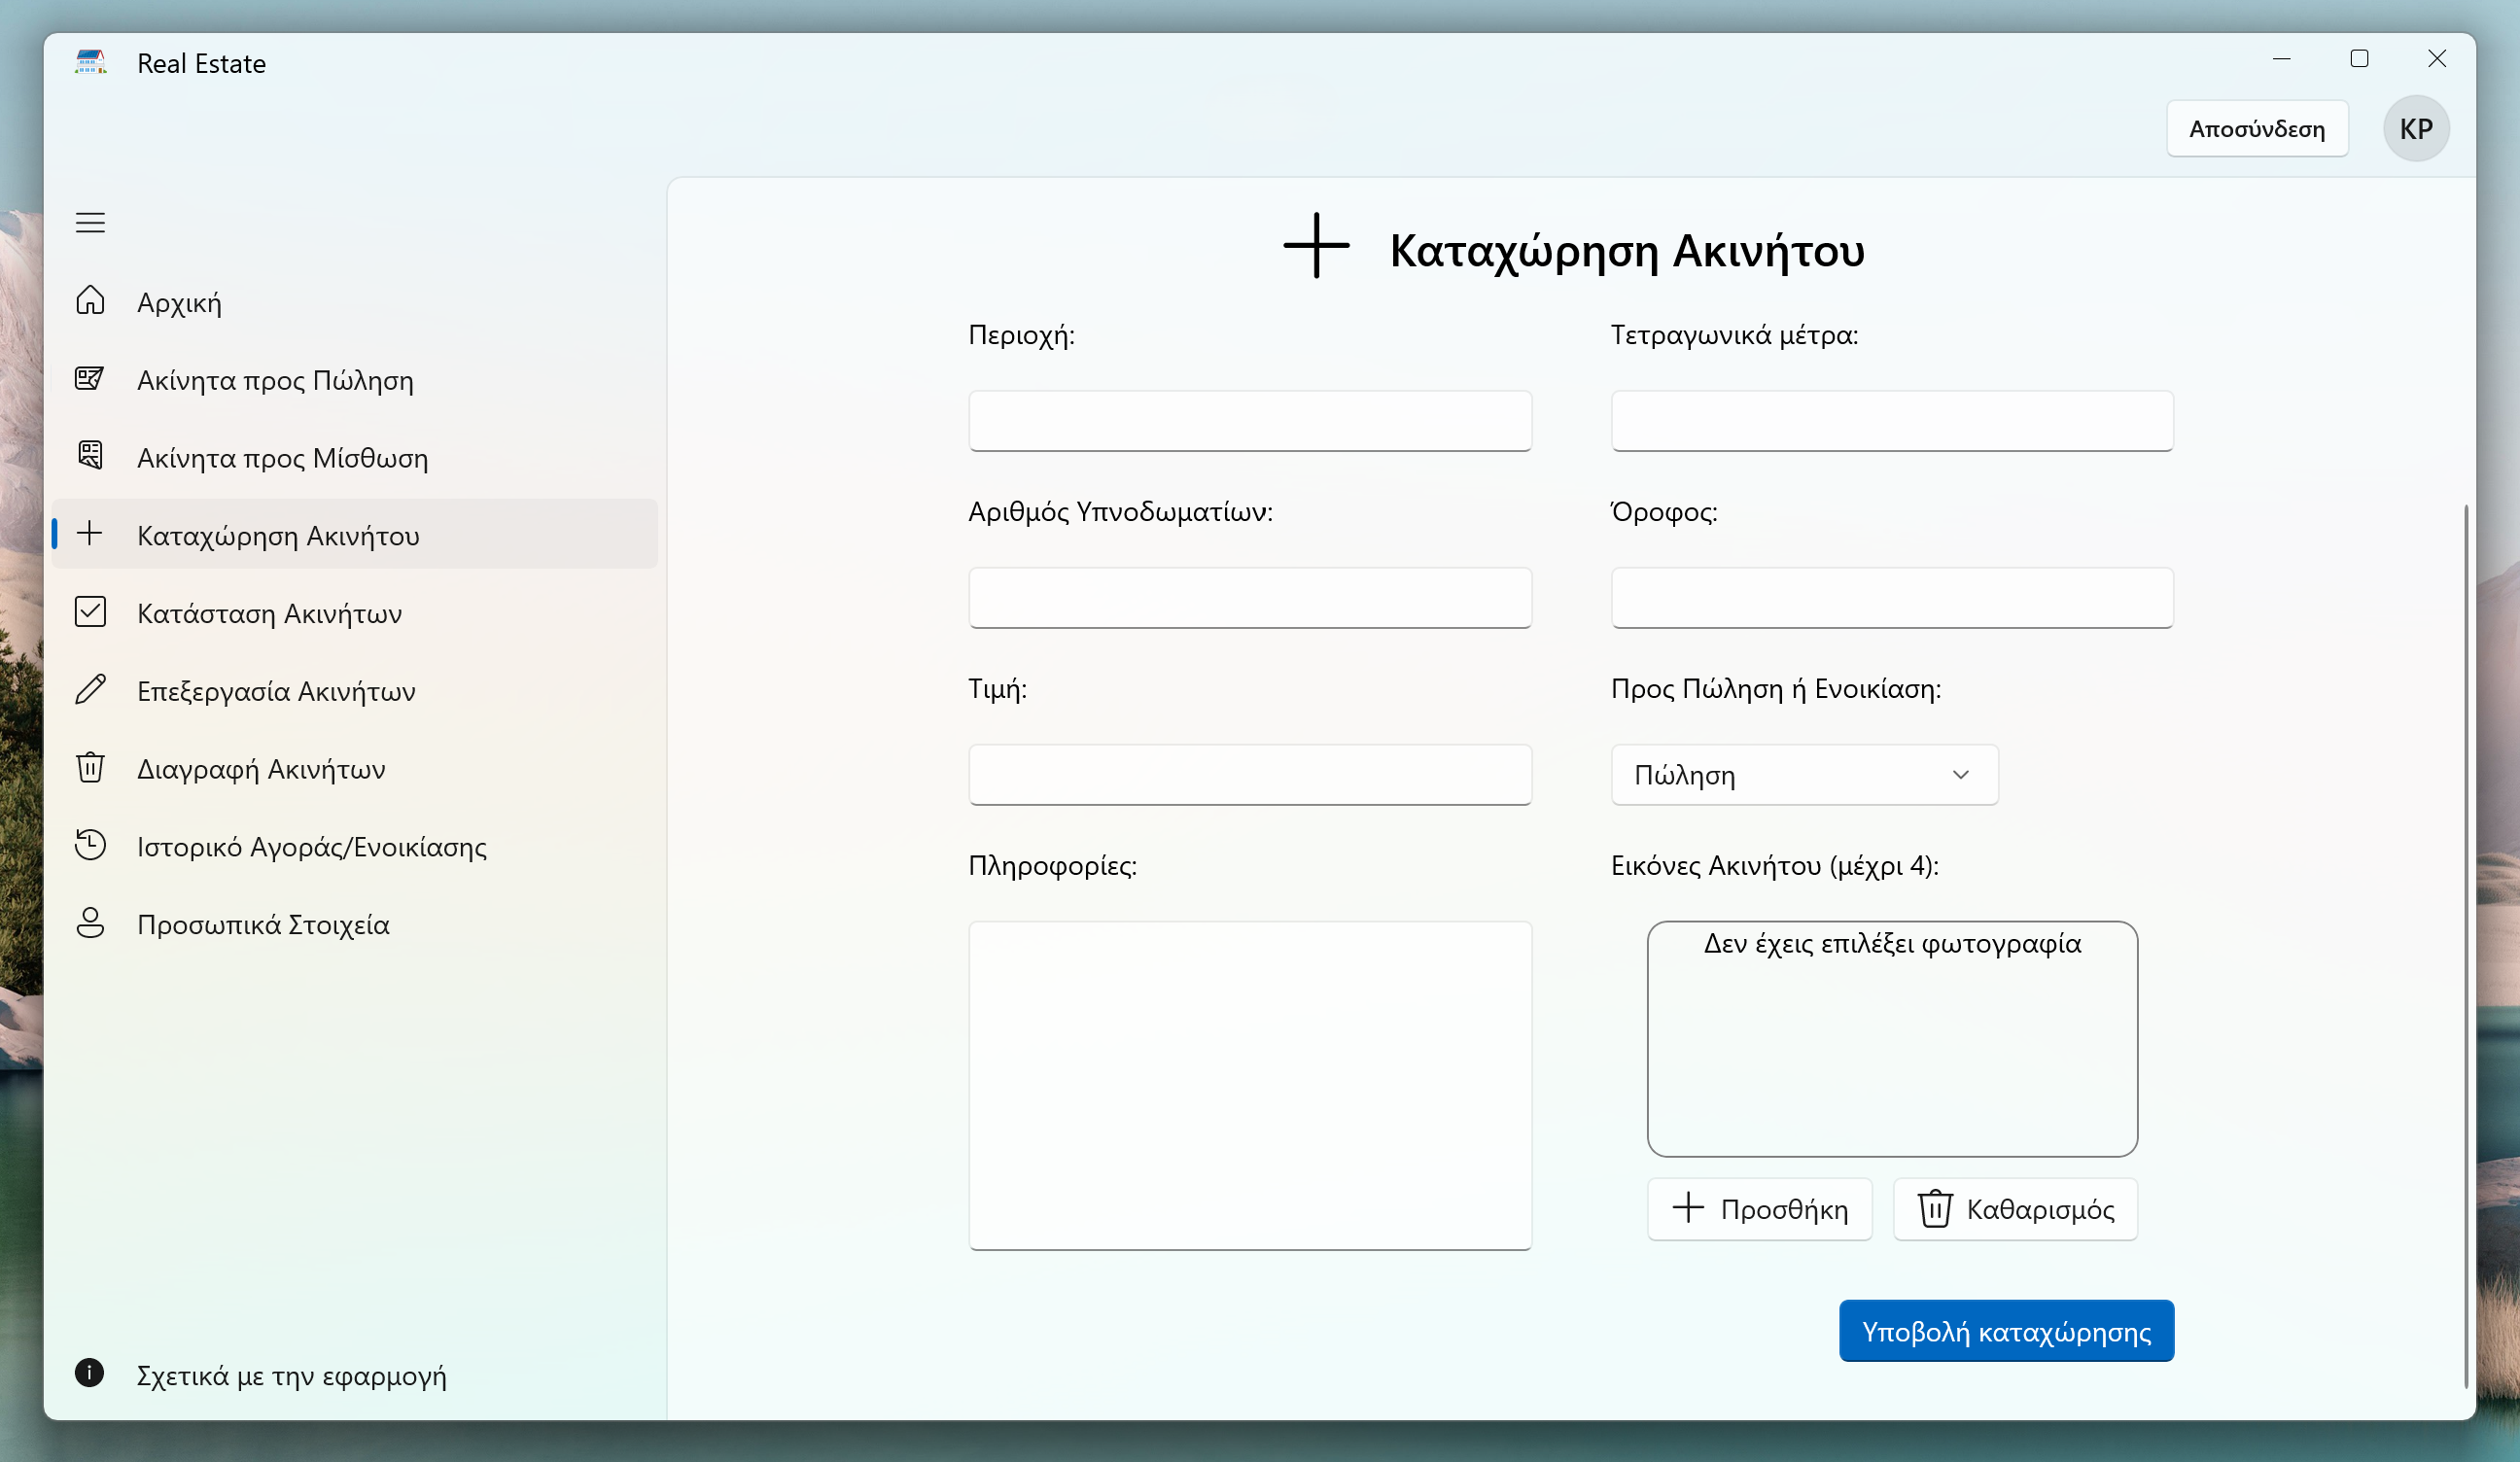 Real Estate
Αποσύνδεση
KP
Αρχική
Ακίνητα προς Πώληση
Ακίνητα προς Μίσθωση
Καταχώρηση Ακινήτου
Κατάσταση Ακινήτων
Επεξεργασία Ακινήτων
Διαγραφή Ακινήτων
Ιστορικό Αγοράς/Ενοικίασης
Προσωπικά Στοιχεία
Σχετικά με την εφαρμογή
Καταχώρηση Ακινήτου
Περιοχή:
Τετραγωνικά μέτρα:
Αριθμός Υπνοδωματίων:
Όροφος:
Τιμή:
Προς Πώληση ή Ενοικίαση:
Πώληση
Πληροφορίες:
Εικόνες Ακινήτου (μέχρι 4):
Δεν έχεις επιλέξει φωτογραφία
Προσθήκη
Καθαρισμός
Υποβολή καταχώρησης